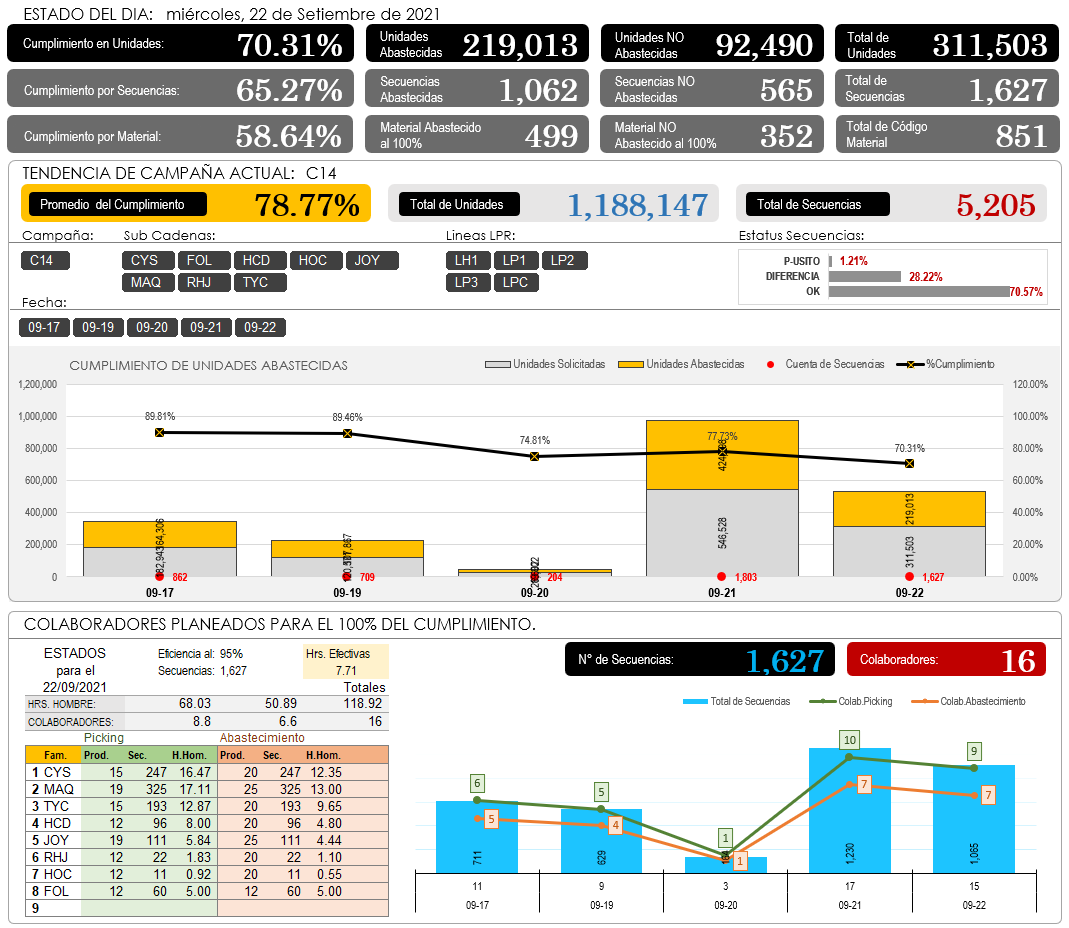 ESTADO DEL DIA: miércoles, 22 de Setiembre de 2021
Cumplimiento en Unidades: 70.31%
Unidades Abastecidas 219,013
Unidades NO Abastecidas 92,490
Total de Unidades 311,503
Cumplimiento por Secuencias: 65.27%
Secuencias Abastecidas 1,062
Secuencias NO Abastecidas 565
Total de Secuencias 1,627
Cumplimiento por Material: 58.64%
Material Abastecido al 100% 499
Material NO Abastecido al 100% 352
Total de Código Material 851
TENDENCIA DE CAMPAÑA ACTUAL: C14
Promedio del Cumplimiento 78.77%
Total de Unidades 1,188,147
Total de Secuencias 5,205
Campaña:
C14
Sub Cadenas:
CYS FOL HCD HOC JOY
MAQ RHJ TYC
Lineas LPR:
LH1 LP1 LP2
LP3 LPC
Estatus Secuencias:
P-USITO 1.21%
DIFERENCIA 28.22%
OK 70.57%
Fecha:
09-17 09-19 09-20 09-21 09-22
CUMPLIMIENTO DE UNIDADES ABASTECIDAS
Unidades Solicitadas Unidades Abastecidas Cuenta de Secuencias %Cumplimiento
1,200,000 120.00%
1,000,000 100.00%
800,000 80.00%
600,000 60.00%
400,000 40.00%
200,000 20.00%
0 0.00%
89.81% 89.46% 74.81% 77.73% 70.31%
546,528 311,503 219,013
862 709 204 1,803 1,627
09-17 09-19 09-20 09-21 09-22
COLABORADORES PLANEADOS PARA EL 100% DEL CUMPLIMIENTO.
ESTADOS
para el
22/09/2021
Eficiencia al: 95%
Secuencias: 1,627
Hrs. Efectivas
7.71
Totales
HRS. HOMBRE: 68.03 50.89 118.92
COLABORADORES: 8.8 6.6 16
Picking Abastecimiento
Fam. Prod. Sec. H.Hom. Prod. Sec. H.Hom.
1 CYS 15 247 16.47 20 247 12.35
2 MAQ 19 325 17.11 25 325 13.00
3 TYC 15 193 12.87 20 193 9.65
4 HCD 12 96 8.00 20 96 4.80
5 JOY 19 111 5.84 25 111 4.44
6 RHJ 12 22 1.83 20 22 1.10
7 HOC 12 11 0.92 20 11 0.55
8 FOL 12 60 5.00 12 60 5.00
9
N° de Secuencias: 1,627
Colaboradores: 16
Total de Secuencias Colab.Picking Colab.Abastecimiento
6 5 1 10 9
5 4 1 7 7
711 629 1,230 1,065
11 9 3 17 15
09-17 09-19 09-20 09-21 09-22